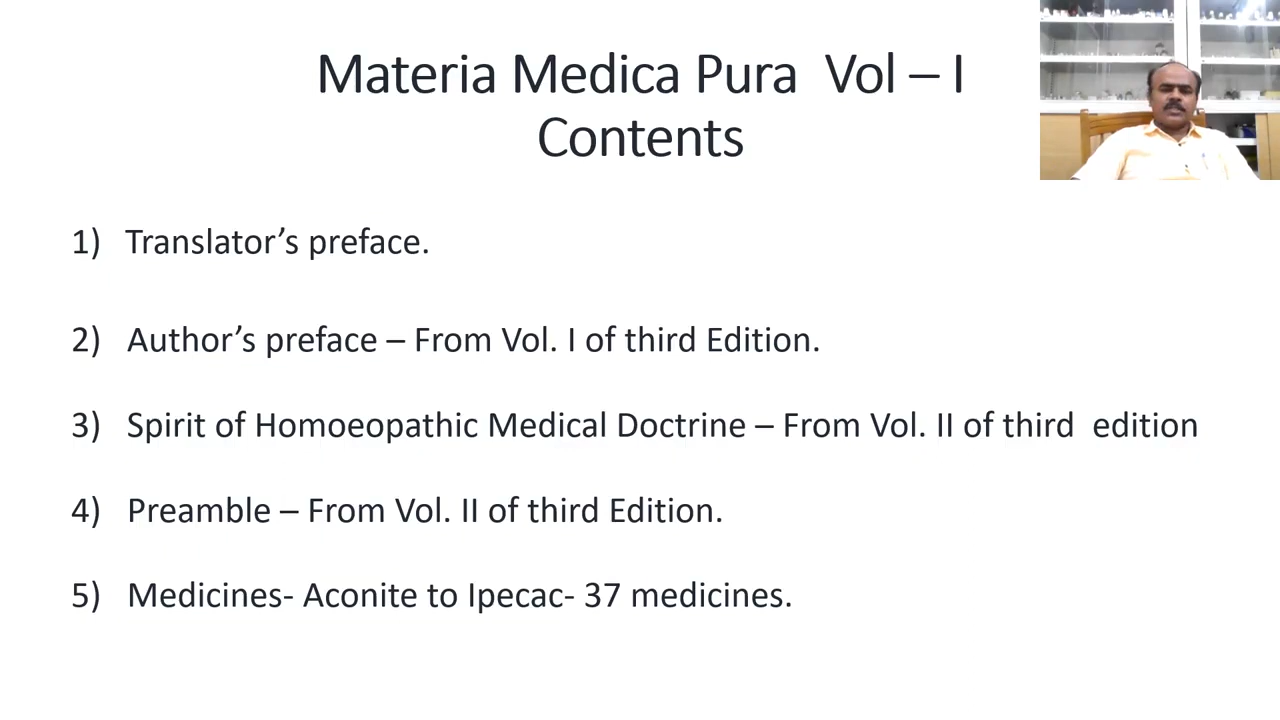 Materia Medica Pura  Vol – I
Contents
1)   Translator’s preface.
2)   Author’s preface – From Vol. I of third Edition.
3)   Spirit of Homoeopathic Medical Doctrine – From Vol. II of third  edition
4)   Preamble – From Vol. II of third Edition.
5)   Medicines- Aconite to Ipecac- 37 medicines.